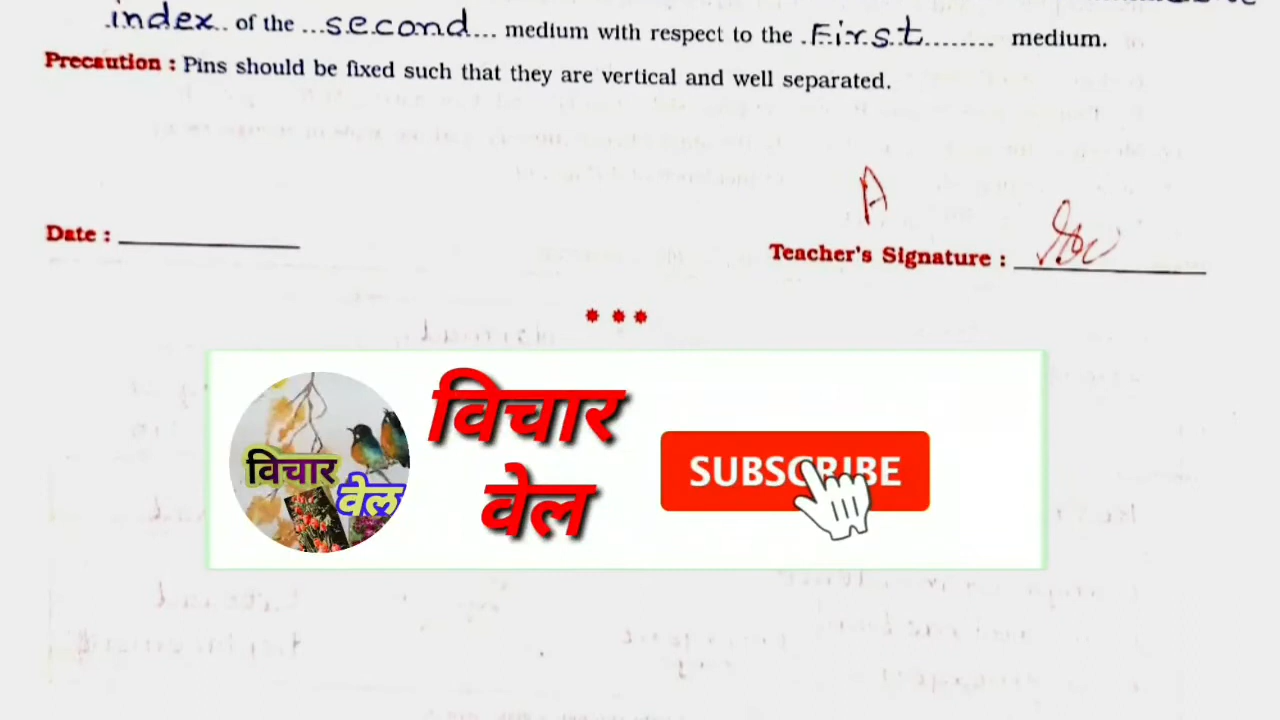 index.. of the ...second... medium with respect to the .First........ medium.
Precaution : Pins should be fixed such that they are vertical and well separated.
A
Date :
Teacher's Signature :
विचार
वेल
विचार
वेल
SUBSCRIBE